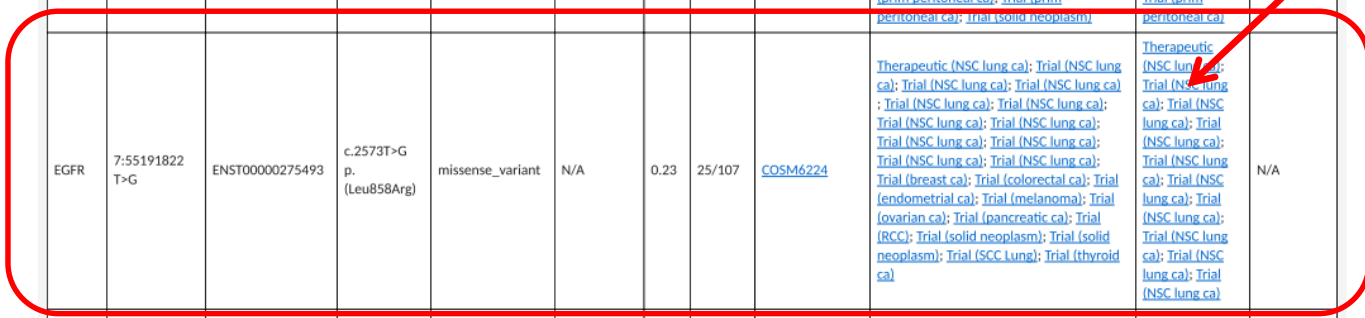 (prim peritoneal ca); Trial (prim
peritoneal ca); Trial (solid neoplasm)
Trial (prim
peritoneal ca)
EGFR
7:55191822
T>G
ENST00000275493
c.2573T>G
p.
(Leu858Arg)
missense_variant
N/A
0.23
25/107
COSM6224
Therapeutic (NSC lung ca); Trial (NSC lung
ca); Trial (NSC lung ca); Trial (NSC lung ca)
; Trial (NSC lung ca); Trial (NSC lung ca);
Trial (NSC lung ca); Trial (NSC lung ca);
Trial (NSC lung ca); Trial (NSC lung ca);
Trial (NSC lung ca); Trial (NSC lung ca);
Trial (breast ca); Trial (colorectal ca); Trial
(endometrial ca); Trial (melanoma); Trial
(ovarian ca); Trial (pancreatic ca); Trial
(RCC); Trial (solid neoplasm); Trial (solid
neoplasm); Trial (SCC Lung); Trial (thyroid
ca)
Therapeutic
(NSC lung ca);
Trial (NSC lung
ca); Trial (NSC
lung ca); Trial
(NSC lung ca);
Trial (NSC lung
ca); Trial (NSC
lung ca); Trial
(NSC lung ca);
Trial (NSC lung
ca); Trial (NSC
lung ca); Trial
(NSC lung ca)
N/A